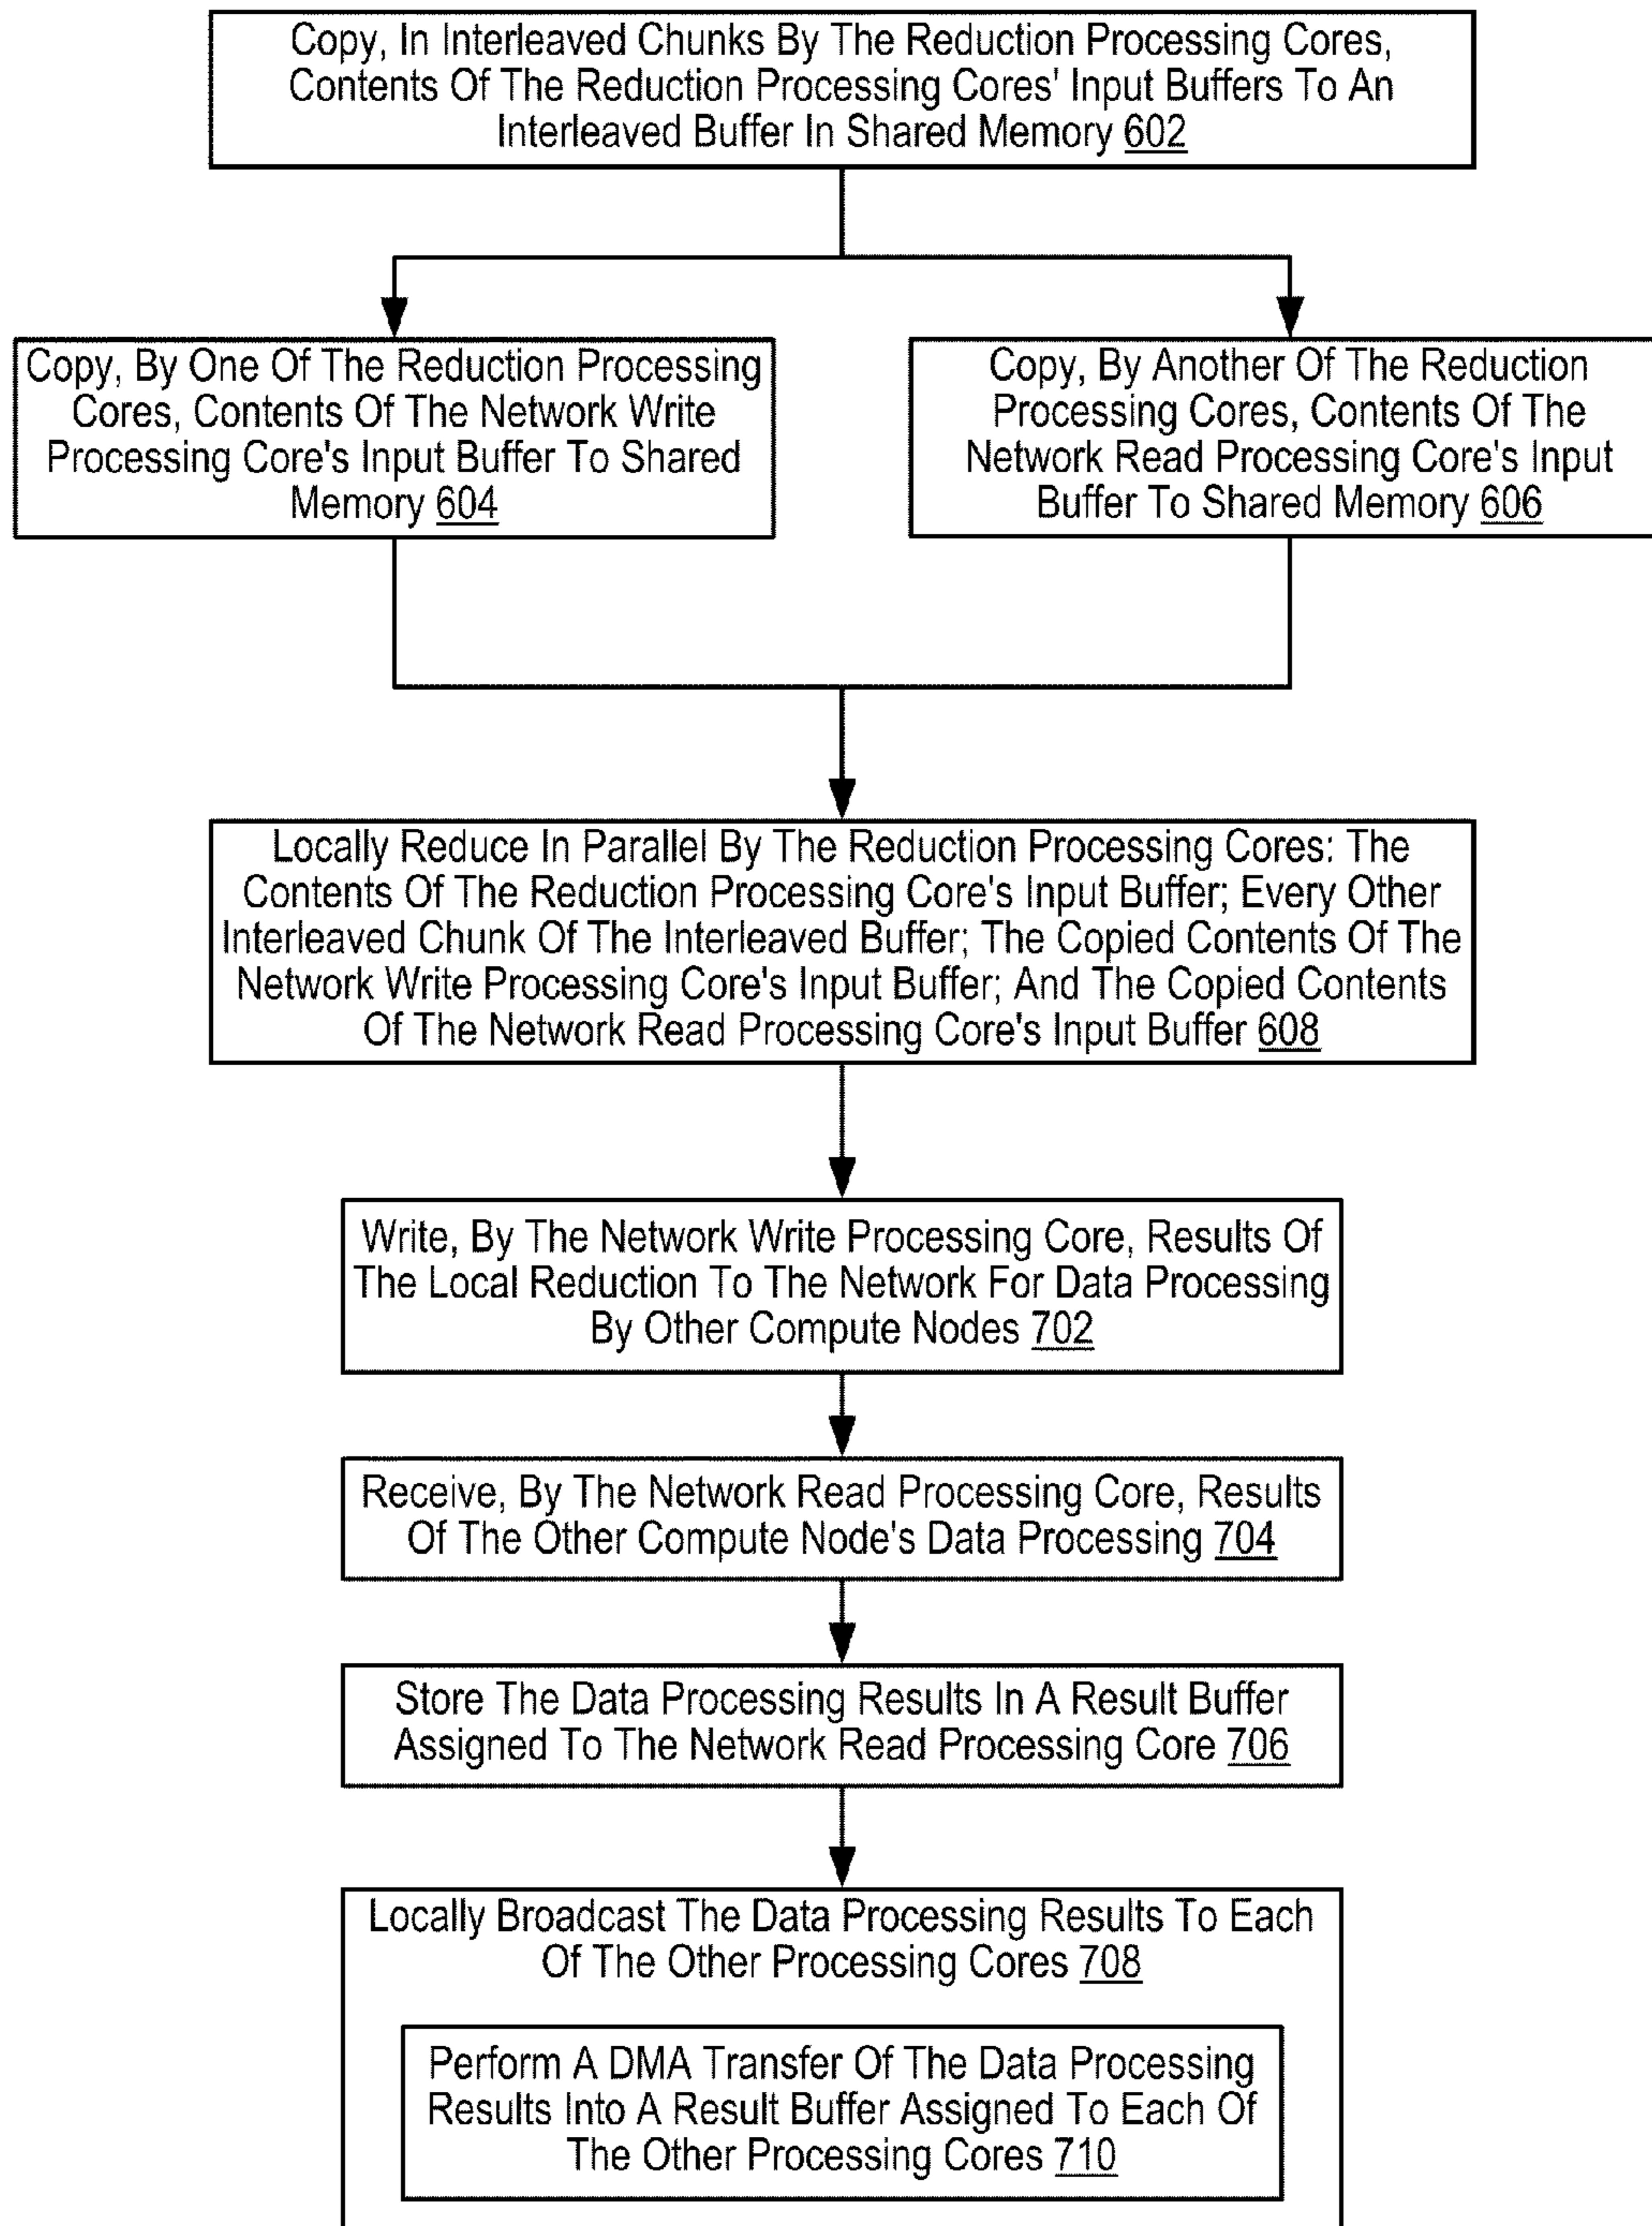 Copy, In Interleaved Chunks By The Reduction Processing Cores,
Contents Of The Reduction Processing Cores' Input Buffers To An
Interleaved Buffer In Shared Memory 602
Copy, By One Of The Reduction Processing
Cores, Contents Of The Network Write
Processing Core's Input Buffer To Shared
Memory 604
Copy, By Another Of The Reduction
Processing Cores, Contents Of The
Network Read Processing Core's Input
Buffer To Shared Memory 606
Locally Reduce In Parallel By The Reduction Processing Cores: The
Contents Of The Reduction Processing Core's Input Buffer; Every Other
Interleaved Chunk Of The Interleaved Buffer; The Copied Contents Of The
Network Write Processing Core's Input Buffer; And The Copied Contents
Of The Network Read Processing Core's Input Buffer 608
Write, By The Network Write Processing Core, Results Of
The Local Reduction To The Network For Data Processing
By Other Compute Nodes 702
Receive, By The Network Read Processing Core, Results
Of The Other Compute Node's Data Processing 704
Store The Data Processing Results In A Result Buffer
Assigned To The Network Read Processing Core 706
Locally Broadcast The Data Processing Results To Each
Of The Other Processing Cores 708
Perform A DMA Transfer Of The Data Processing
Results Into A Result Buffer Assigned To Each Of
The Other Processing Cores 710